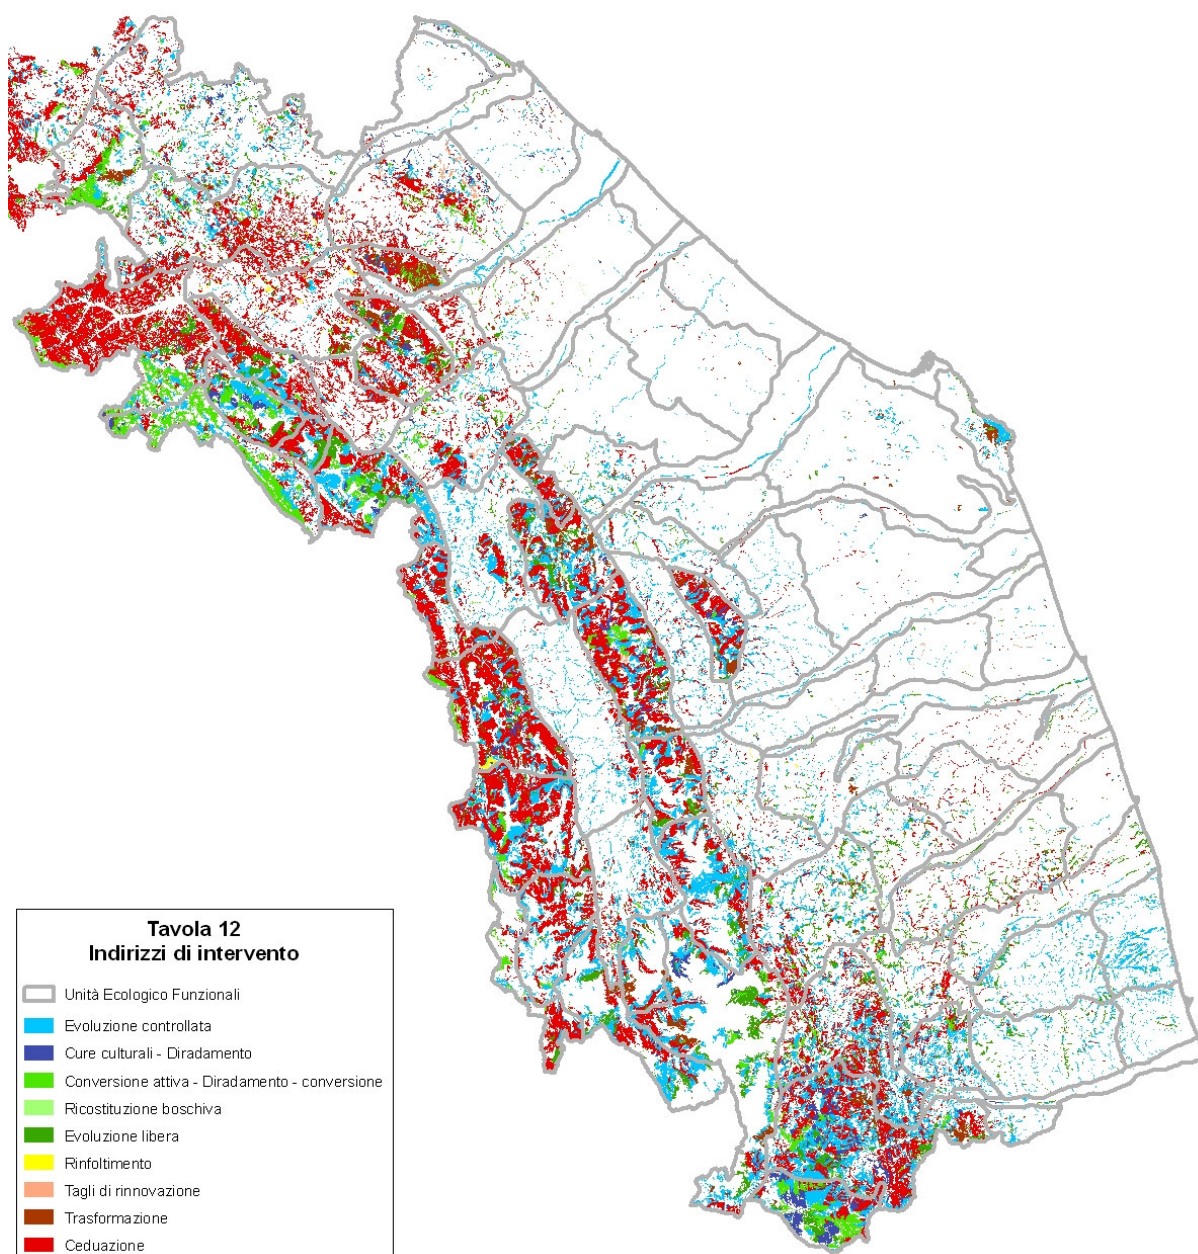 Tavola 12
Indirizzi di intervento
Unità Ecologico Funzionali
Evoluzione controllata
Cure culturali - Diradamento
Conversione attiva - Diradamento - conversione
Ricostituzione boschiva
Evoluzione libera
Rinfoltimento
Tagli di rinnovazione
Trasformazione
Ceduazione